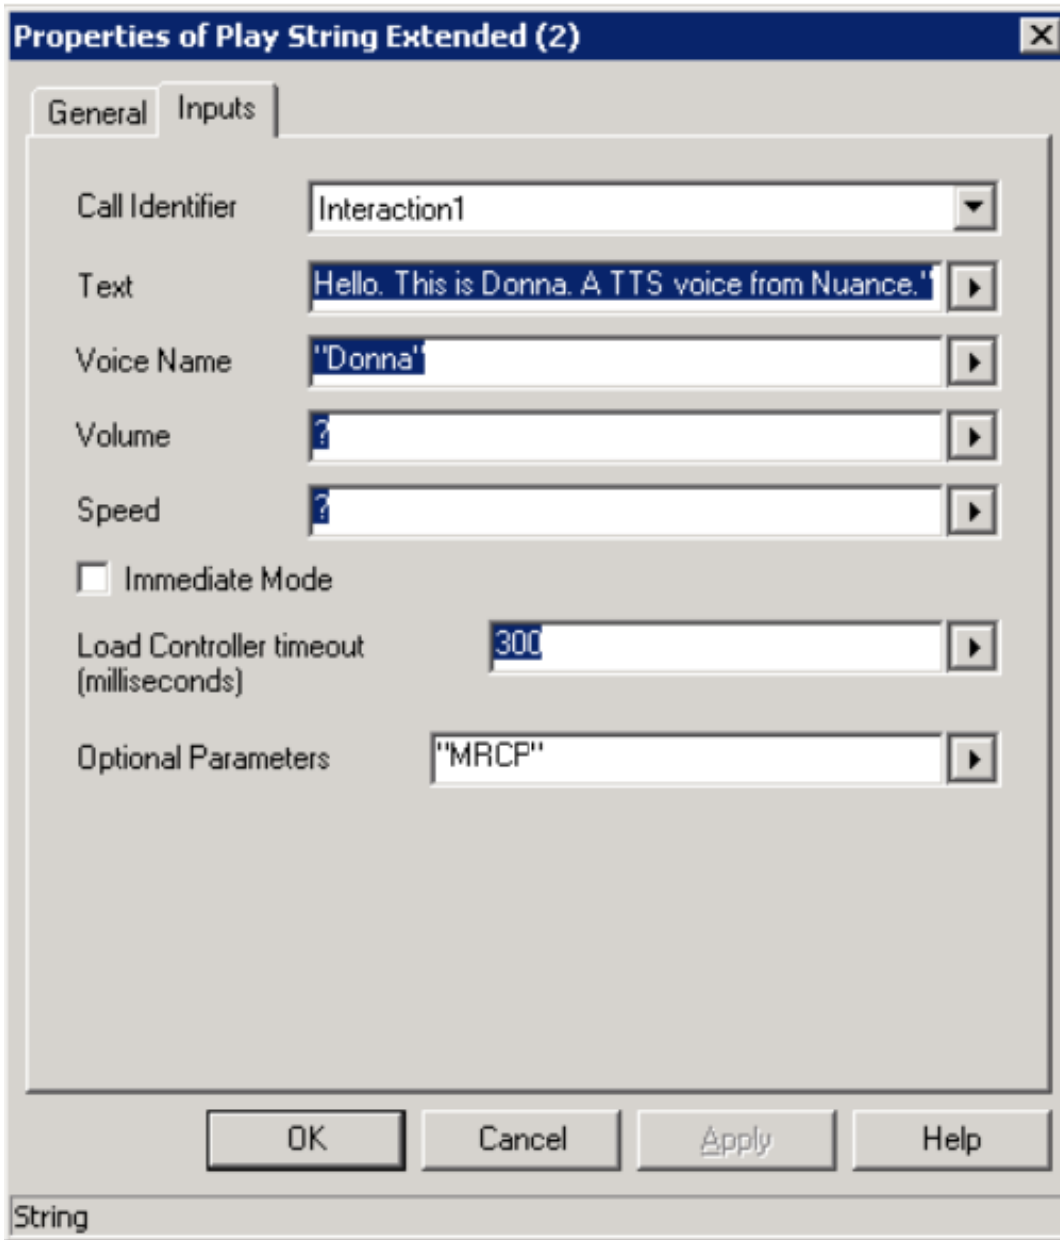 Properties of Play String Extended (2)
General Inputs
Call Identifier Interaction1
Text Hello. This is Donna. A TTS voice from Nuance."
Voice Name "Donna"
Volume ?
Speed ?
Immediate Mode
Load Controller timeout 300
(milliseconds)
Optional Parameters "MRCP"
OK Cancel Apply Help
String